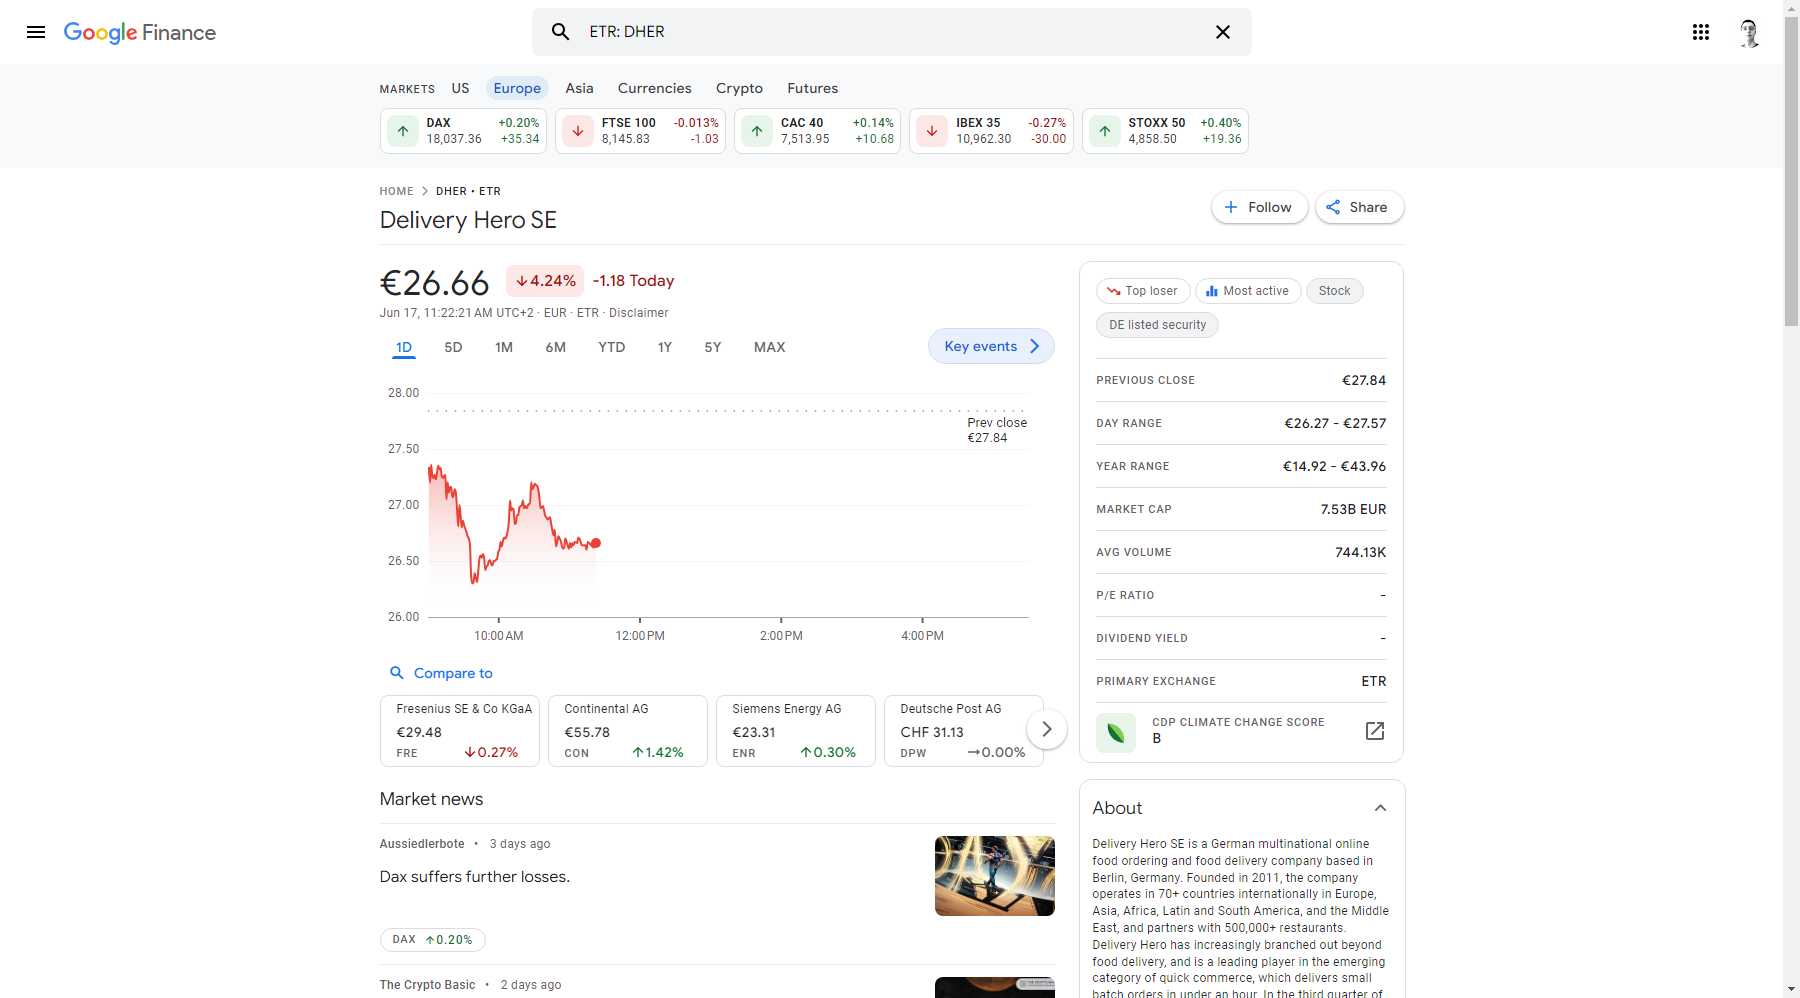 Google Finance
ETR: DHER
MARKETS US Europe Asia Currencies Crypto Futures
DAX +0.20%
18,037.36 +35.34
FTSE 100 -0.013%
8,145.83 -1.03
CAC 40 +0.14%
7,513.95 +10.68
IBEX 35 -0.27%
10,962.30 -30.00
STOXX 50 +0.40%
4,858.50 +19.36
HOME DHER • ETR
Delivery Hero SE
Follow
Share
€26.66 4.24% -1.18 Today
Jun 17, 11:22:21 AM UTC+2 · EUR · ETR · Disclaimer
1D 5D 1M 6M YTD 1Y 5Y MAX
Key events
28.00
27.50
27.00
26.50
26.00
Prev close
€27.84
10:00 AM 12:00 PM 2:00 PM 4:00 PM
Compare to
Fresenius SE & Co KGaA
€29.48
FRE 0.27%
Continental AG
€55.78
CON 1.42%
Siemens Energy AG
€23.31
ENR 0.30%
Deutsche Post AG
CHF 31.13
DPW 0.00%
Market news
Aussiedlerbote • 3 days ago
Dax suffers further losses.
DAX 0.20%
The Crypto Basic • 2 days ago
Top loser
Most active
Stock
DE listed security
PREVIOUS CLOSE €27.84
DAY RANGE €26.27 - €27.57
YEAR RANGE €14.92 - €43.96
MARKET CAP 7.53B EUR
AVG VOLUME 744.13K
P/E RATIO -
DIVIDEND YIELD -
PRIMARY EXCHANGE ETR
CDP CLIMATE CHANGE SCORE
B
About
Delivery Hero SE is a German multinational online
food ordering and food delivery company based in
Berlin, Germany. Founded in 2011, the company
operates in 70+ countries internationally in Europe,
Asia, Africa, Latin and South America, and the Middle
East, and partners with 500,000+ restaurants.
Delivery Hero has increasingly branched out beyond
food delivery, and is a leading player in the emerging
category of quick commerce, which delivers small
batch orders in under an hour. In the third quarter of